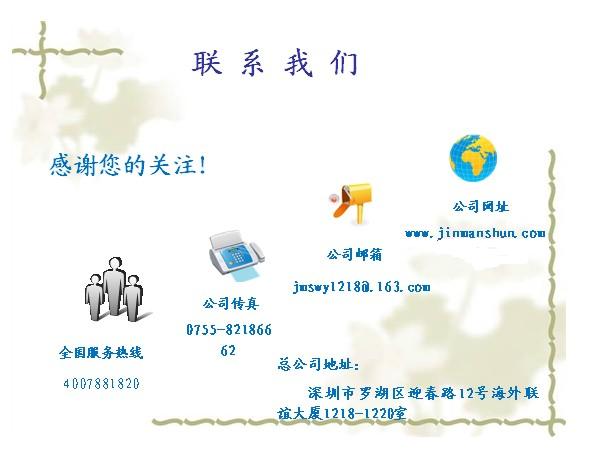 联系我们
感谢您的关注!
公司网址
www.jinmanshun.com
公司邮箱
jmswy1218@.163.com
公司传真
0755-821866
62
全国服务热线
4007881820
总公司地址:
深圳市罗湖区迎春路12号海外联
谊大厦1218-1220室